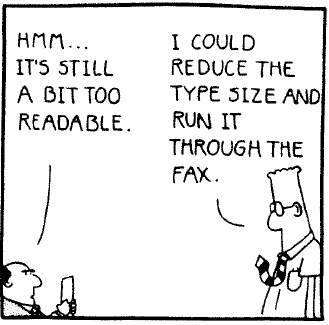 HMM...
IT'S STILL
A BIT TOO
READABLE.
I COULD
REDUCE THE
TYPE SIZE AND
RUN IT
THROUGH THE
FAX.